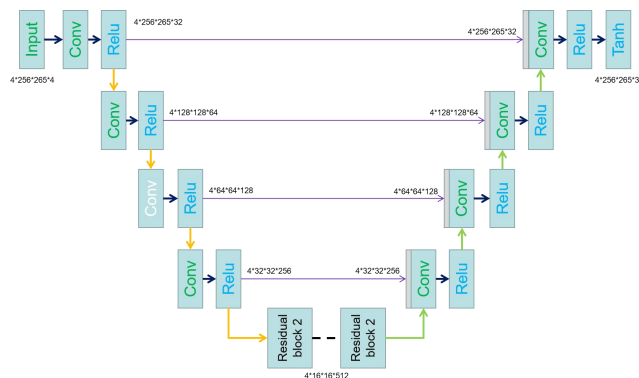 4*256*265*32
4*256*265*32
Input
Conv
Relu
Conv
Relu
Tanh
4*256*265*4
4*256*265*3
4*128*128*64
4*128*128*64
Conv
Relu
Conv
Relu
4*64*64*128
4*64*64*128
Conv
Relu
Conv
Relu
4*32*32*256
4*32*32*256
Conv
Relu
Conv
Relu
Residual
block 2
Residual
block 2
4*16*16*512